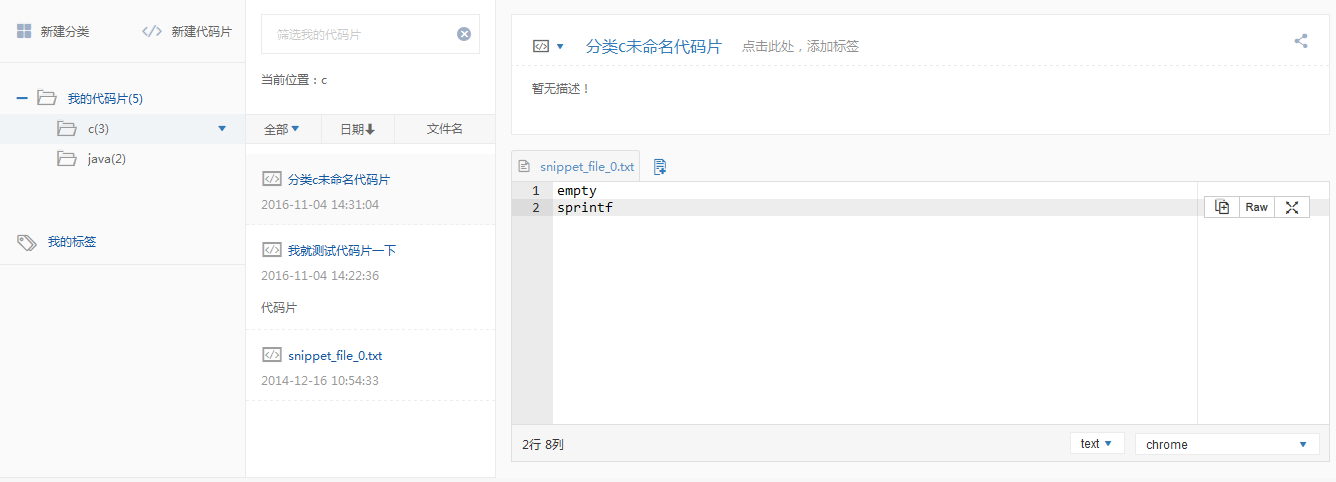 新建分类
新建代码片
我的代码片(5)
c(3)
java(2)
我的标签
筛选我的代码片
当前位置：c
全部 日期 文件名
分类c未命名代码片
2016-11-04 14:31:04
我就测试代码片一下
2016-11-04 14:22:36
代码片
snippet_file_0.txt
2014-12-16 10:54:33
分类c未命名代码片 点击此处，添加标签
暂无描述！
snippet_file_0.txt
1 empty
2 sprintf
Raw
2行 8列
text
chrome